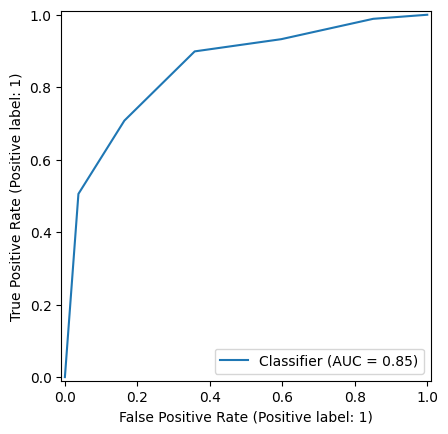 1.0
0.8
0.6
0.4
0.2
0.0
True Positive Rate (Positive label: 1)
Classifier (AUC = 0.85)
0.0 0.2 0.4 0.6 0.8 1.0
False Positive Rate (Positive label: 1)